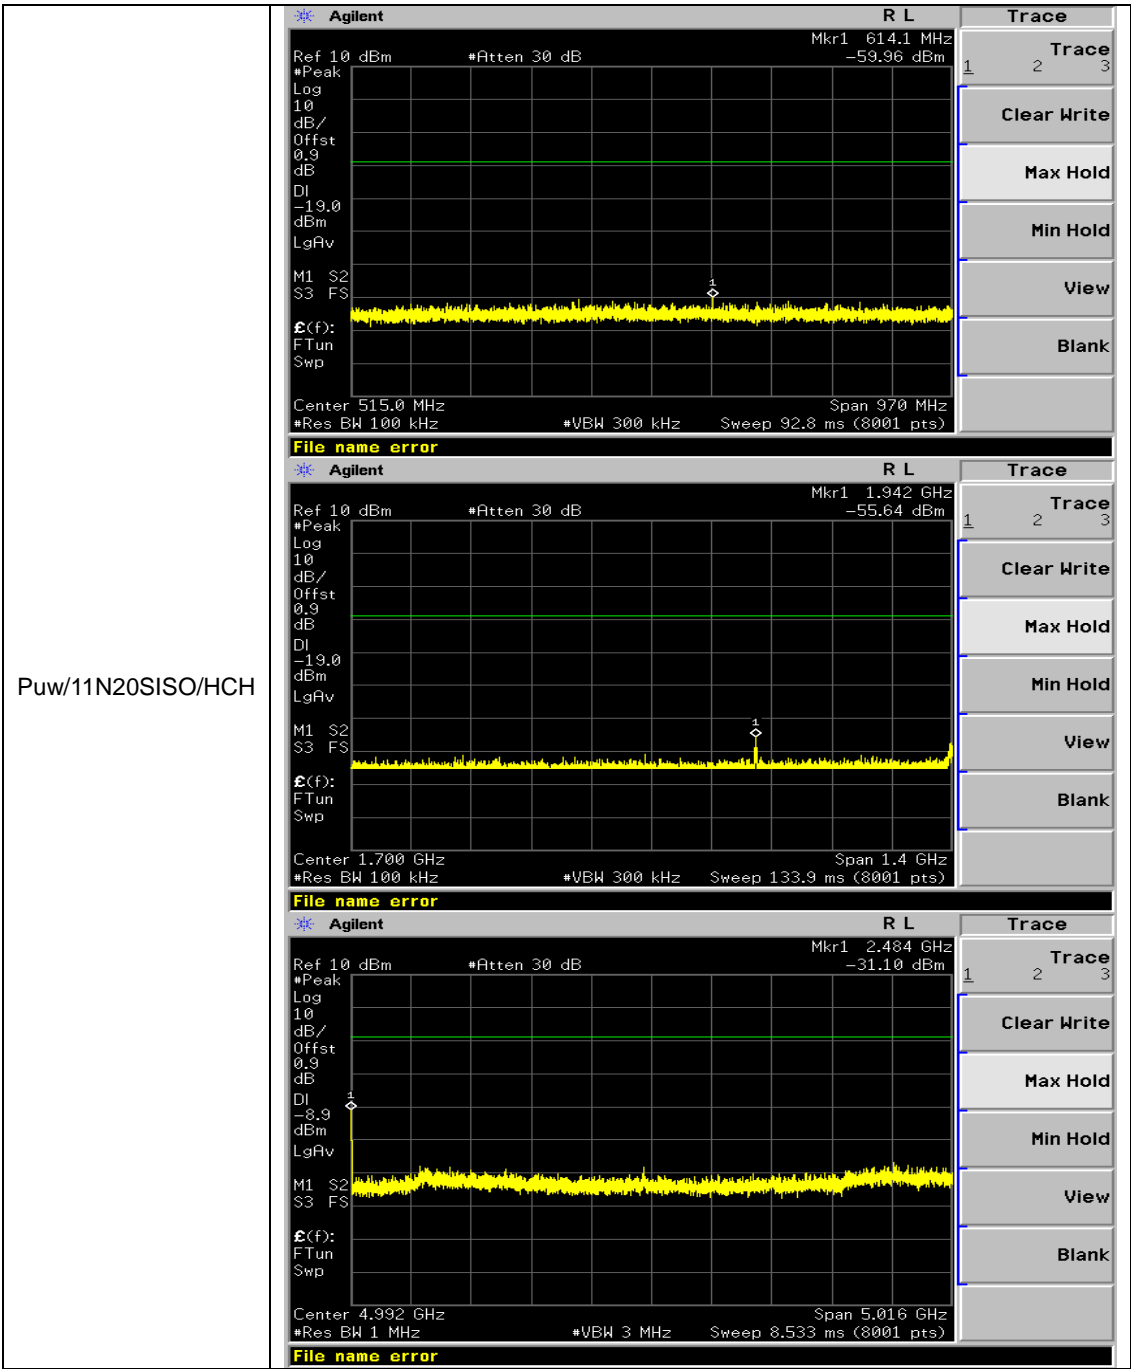 Puw/11N20SISO/HCH
Agilent R L Trace
Mkr1 614.1 MHz
Ref 10 dBm #Atten 30 dB -59.96 dBm
#Peak
Log
10
dB/
Offst
0.9
dB
DI
-19.0
dBm
LgAv
M1 S2
S3 FS
£(f):
FTun
Swp
1
Center 515.0 MHz Span 970 MHz
#Res BW 100 kHz #VBW 300 kHz Sweep 92.8 ms (8001 pts)
File name error
Trace
1 2 3
Clear Write
Max Hold
Min Hold
View
Blank
Agilent R L Trace
Mkr1 1.942 GHz
Ref 10 dBm #Atten 30 dB -55.64 dBm
#Peak
Log
10
dB/
Offst
0.9
dB
DI
-19.0
dBm
LgAv
M1 S2
S3 FS
£(f):
FTun
Swp
1
Center 1.700 GHz Span 1.4 GHz
#Res BW 100 kHz #VBW 300 kHz Sweep 133.9 ms (8001 pts)
File name error
Trace
1 2 3
Clear Write
Max Hold
Min Hold
View
Blank
Agilent R L Trace
Mkr1 2.484 GHz
Ref 10 dBm #Atten 30 dB -31.10 dBm
#Peak
Log
10
dB/
Offst
0.9
dB
DI
-8.9
dBm
LgAv
M1 S2
S3 FS
£(f):
FTun
Swp
1
Center 4.992 GHz Span 5.016 GHz
#Res BW 1 MHz #VBW 3 MHz Sweep 8.533 ms (8001 pts)
File name error
Trace
1 2 3
Clear Write
Max Hold
Min Hold
View
Blank